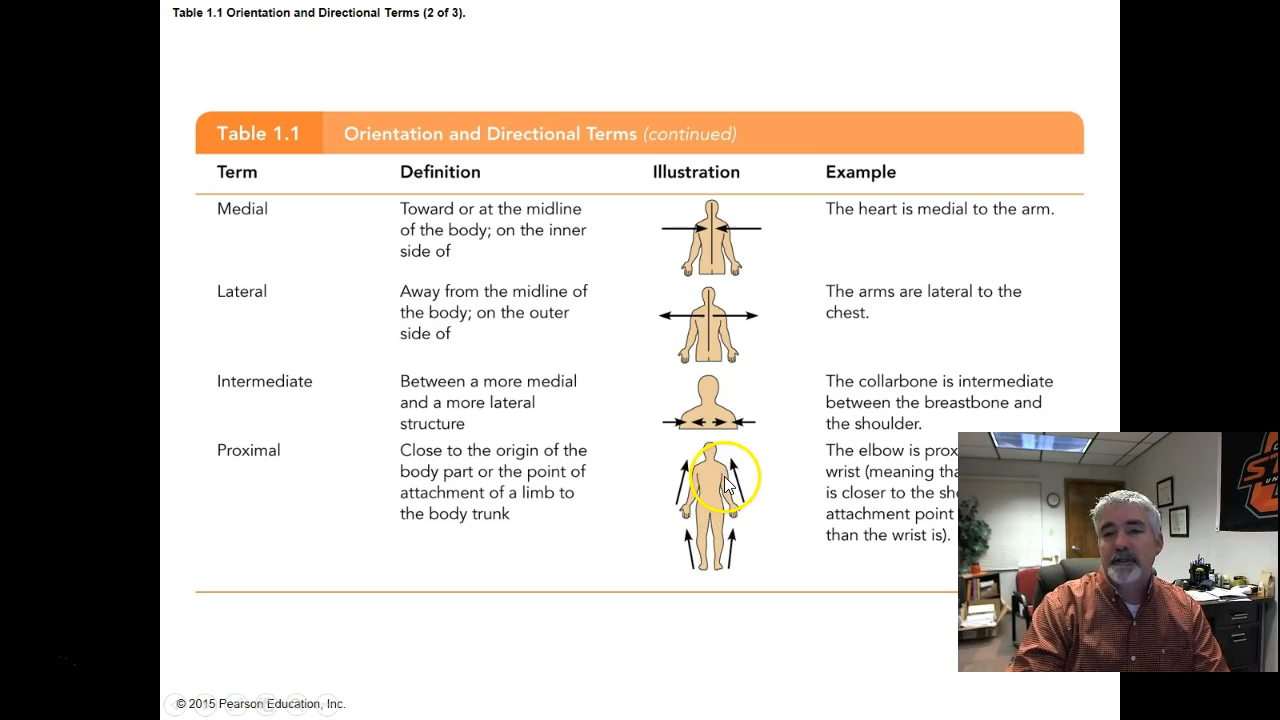 Table 1.1 Orientation and Directional Terms (2 of 3).
Table 1.1 Orientation and Directional Terms (continued)
Term Definition Illustration Example
Medial Toward or at the midline The heart is medial to the arm.
of the body; on the inner
side of
Lateral Away from the midline of The arms are lateral to the
the body; on the outer chest.
side of
Intermediate Between a more medial The collarbone is intermediate
and a more lateral between the breastbone and
structure the shoulder.
Proximal Close to the origin of the The elbow is prox
body part or the point of wrist (meaning tha
attachment of a limb to is closer to the sho
the body trunk attachment point
than the wrist is).
© 2015 Pearson Education, Inc.